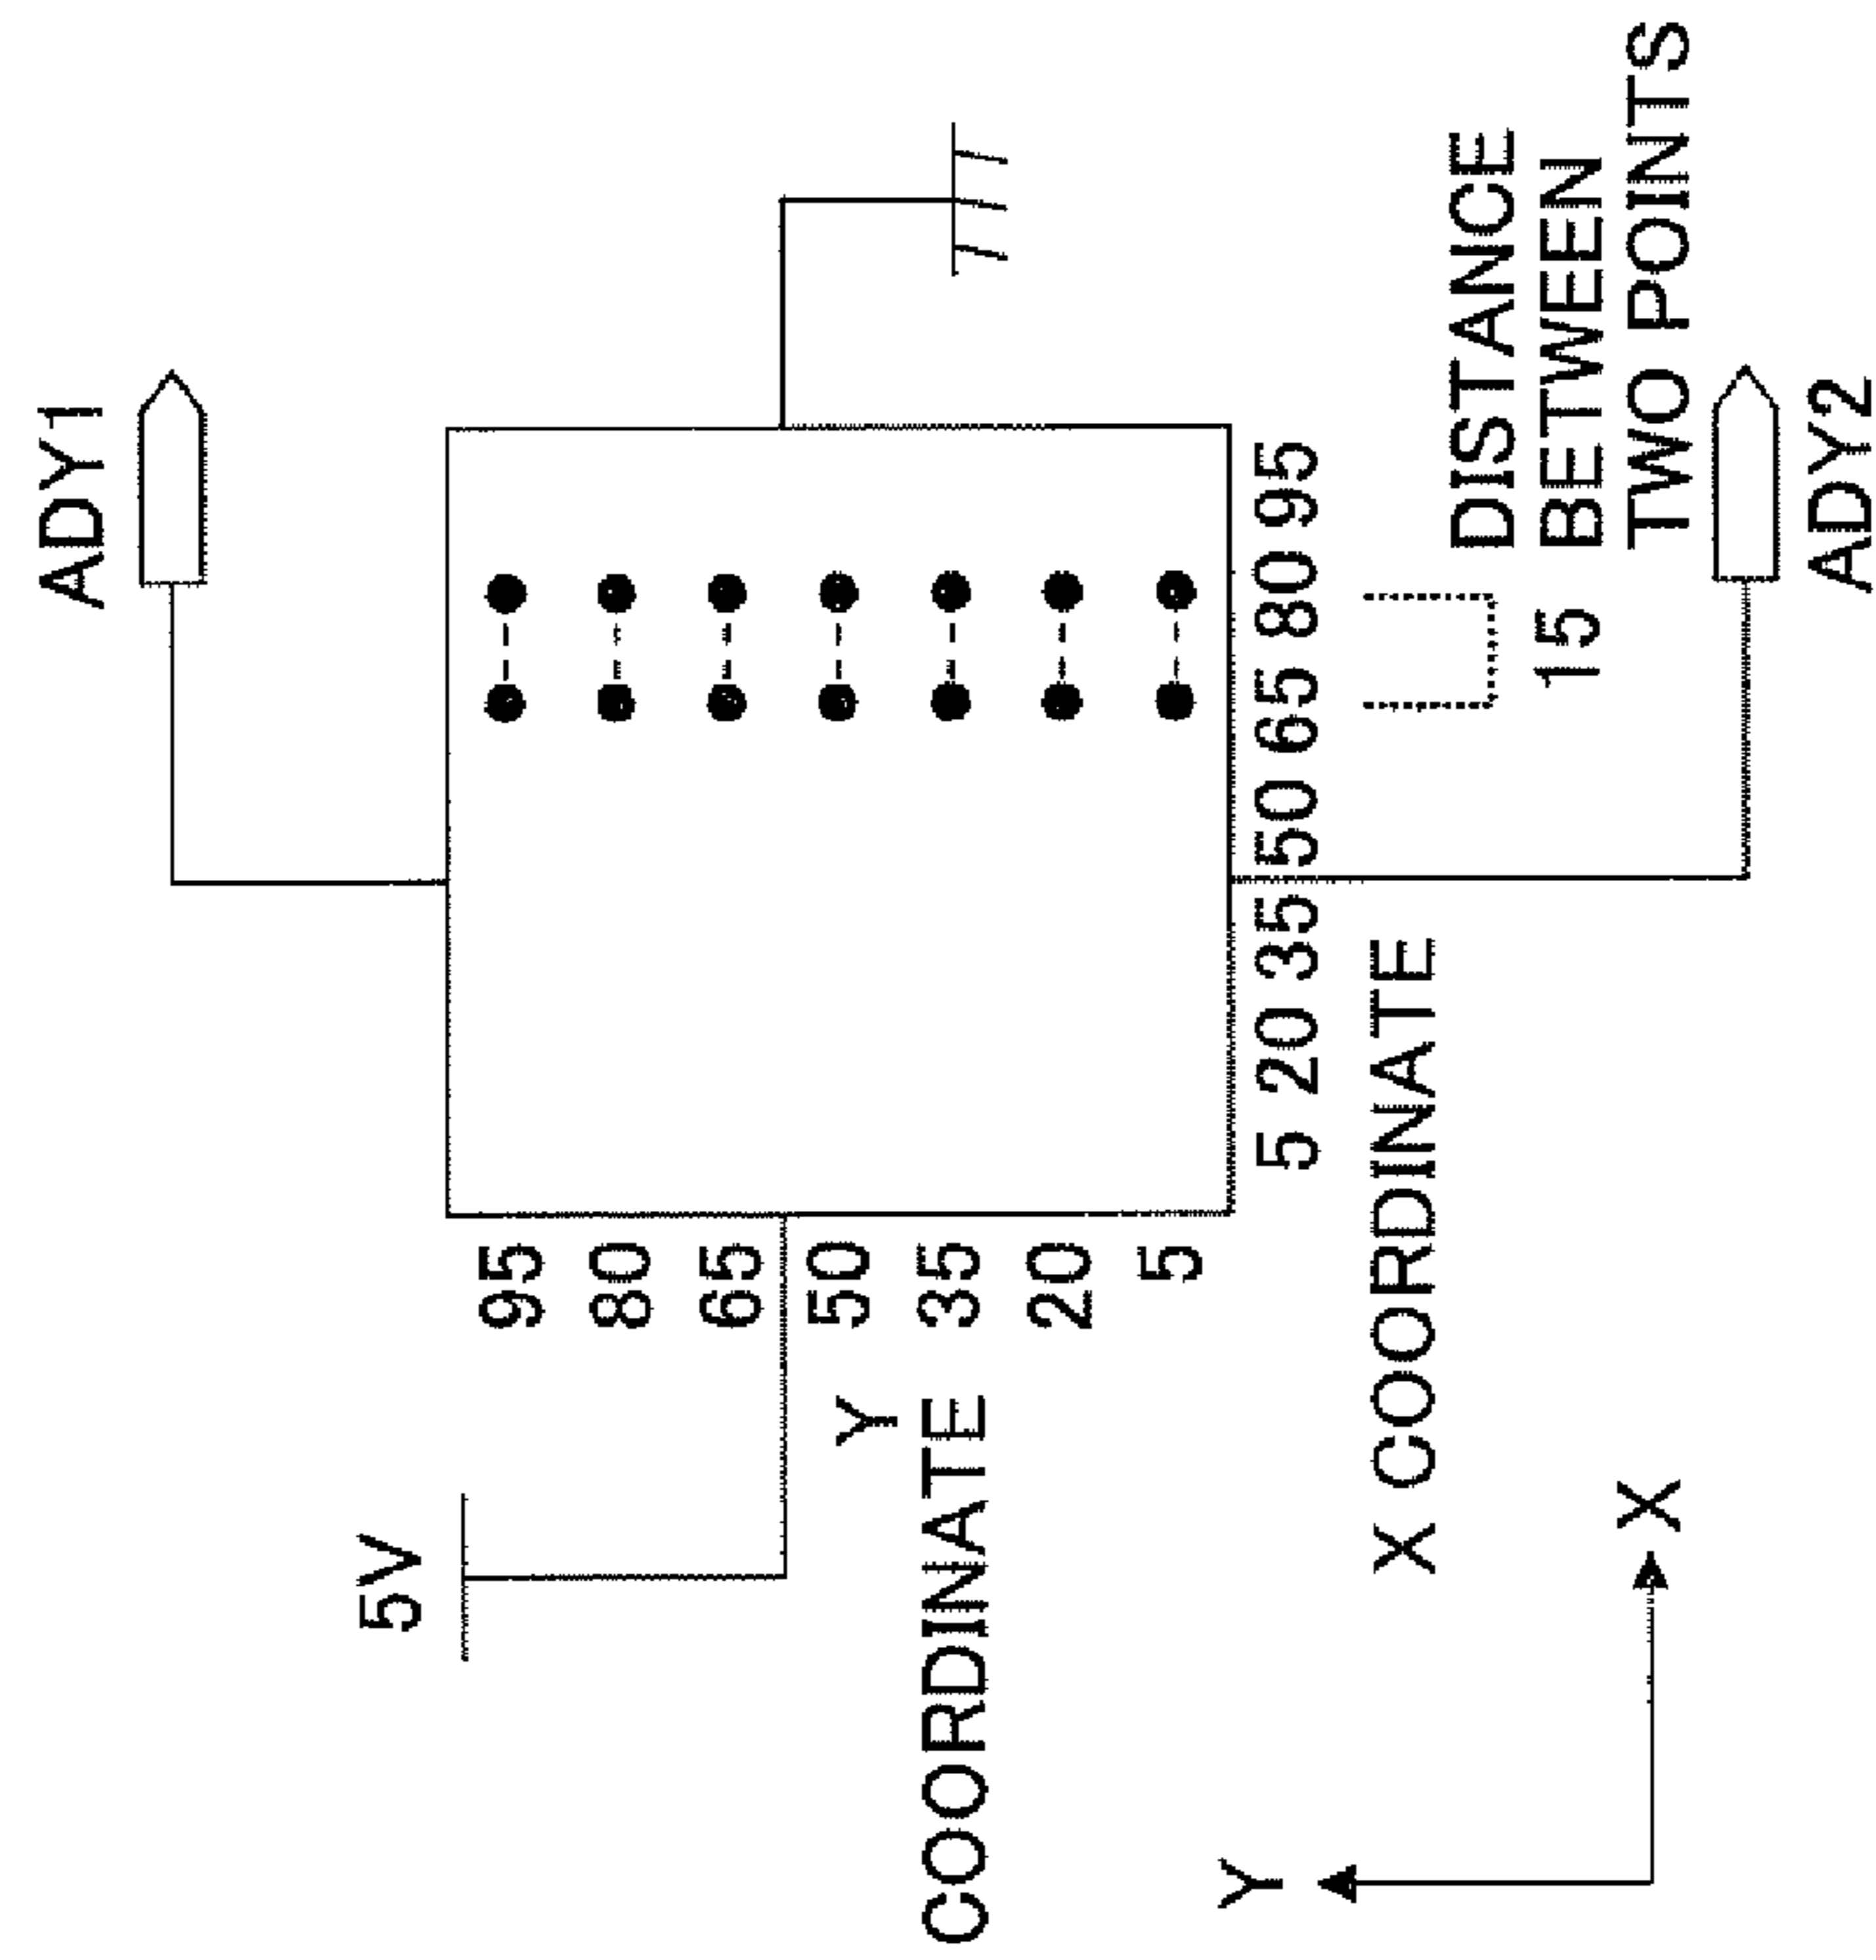 ADY1
5V
95
80
65
50
35
20
5
Y
COORDINATE
5 20 35 50 65 80 95
X COORDINATE
15
DISTANCE
BETWEEN
TWO POINTS
Y
X
ADY2